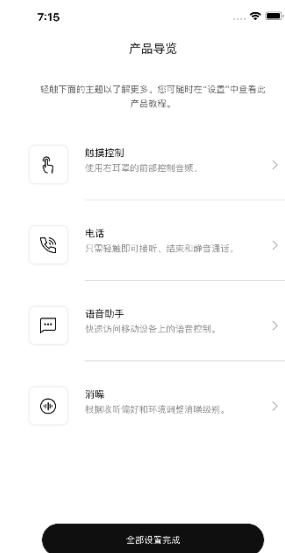 7:15
产品导览
轻触下面的主题以了解更多。您可随时在“设置”中查看此
产品教程。
触摸控制
使用右耳罩的前部控制音频。
电话
只需轻触即可接听、结束和静音通话。
语音助手
快速访问移动设备上的语音控制。
消噪
根据收听偏好和环境调整消噪级别。
全部设置完成